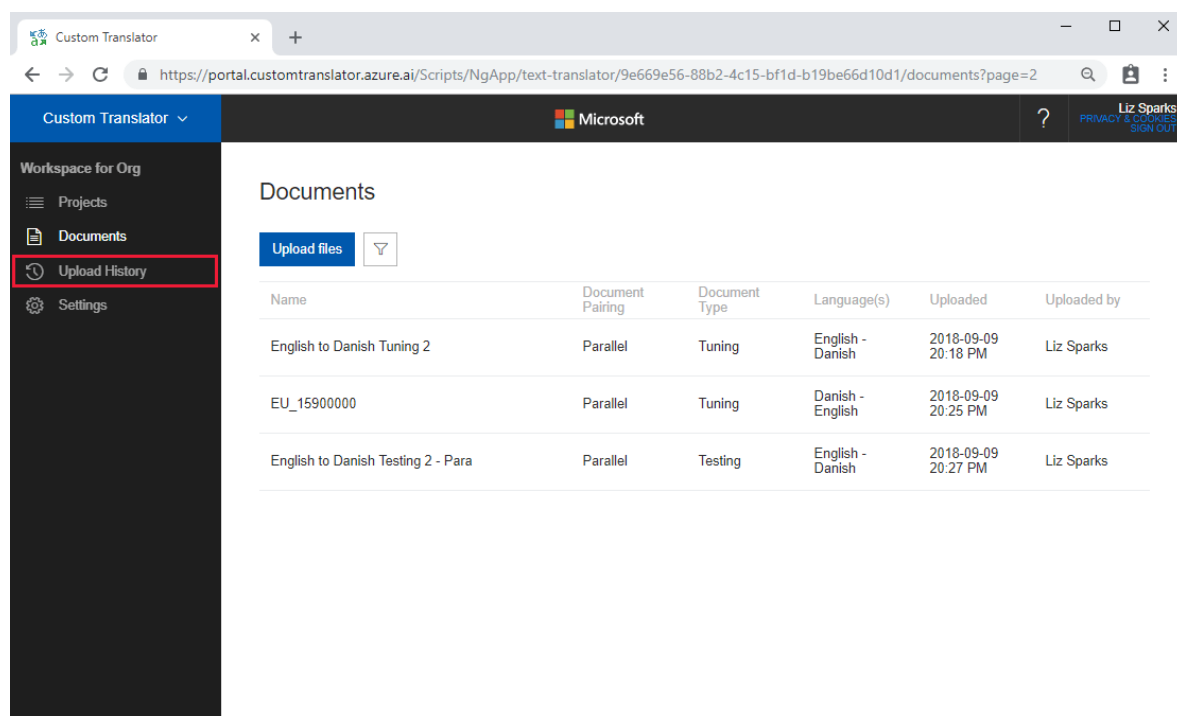 Custom Translator
https://portal.customtranslator.azure.ai/Scripts/NgApp/text-translator/9e669e56-88b2-4c15-bf1d-b19be66d10d1/documents?page=2
Custom Translator
Microsoft
?
Liz Sparks
PRIVACY & COOKIES
SIGN OUT
Workspace for Org
Projects
Documents
Upload History
Settings
Documents
Upload files
Name Document Pairing Document Type Language(s) Uploaded Uploaded by
English to Danish Tuning 2 Parallel Tuning English - Danish 2018-09-09 20:18 PM Liz Sparks
EU_15900000 Parallel Tuning Danish - English 2018-09-09 20:25 PM Liz Sparks
English to Danish Testing 2 - Para Parallel Testing English - Danish 2018-09-09 20:27 PM Liz Sparks